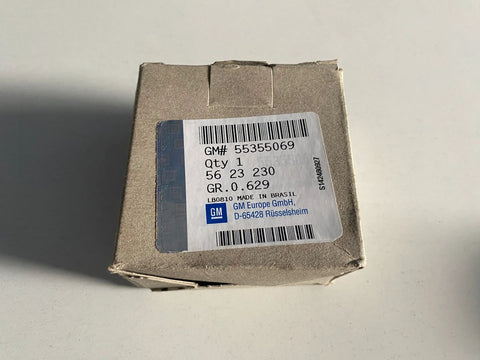 GM# 55355069
Qty 1
56 23 230
GR.0.629
LB0810 MADE IN BRASIL
GM
GM Europe GmbH,
D-65428 Rüsselsheim
S142480927